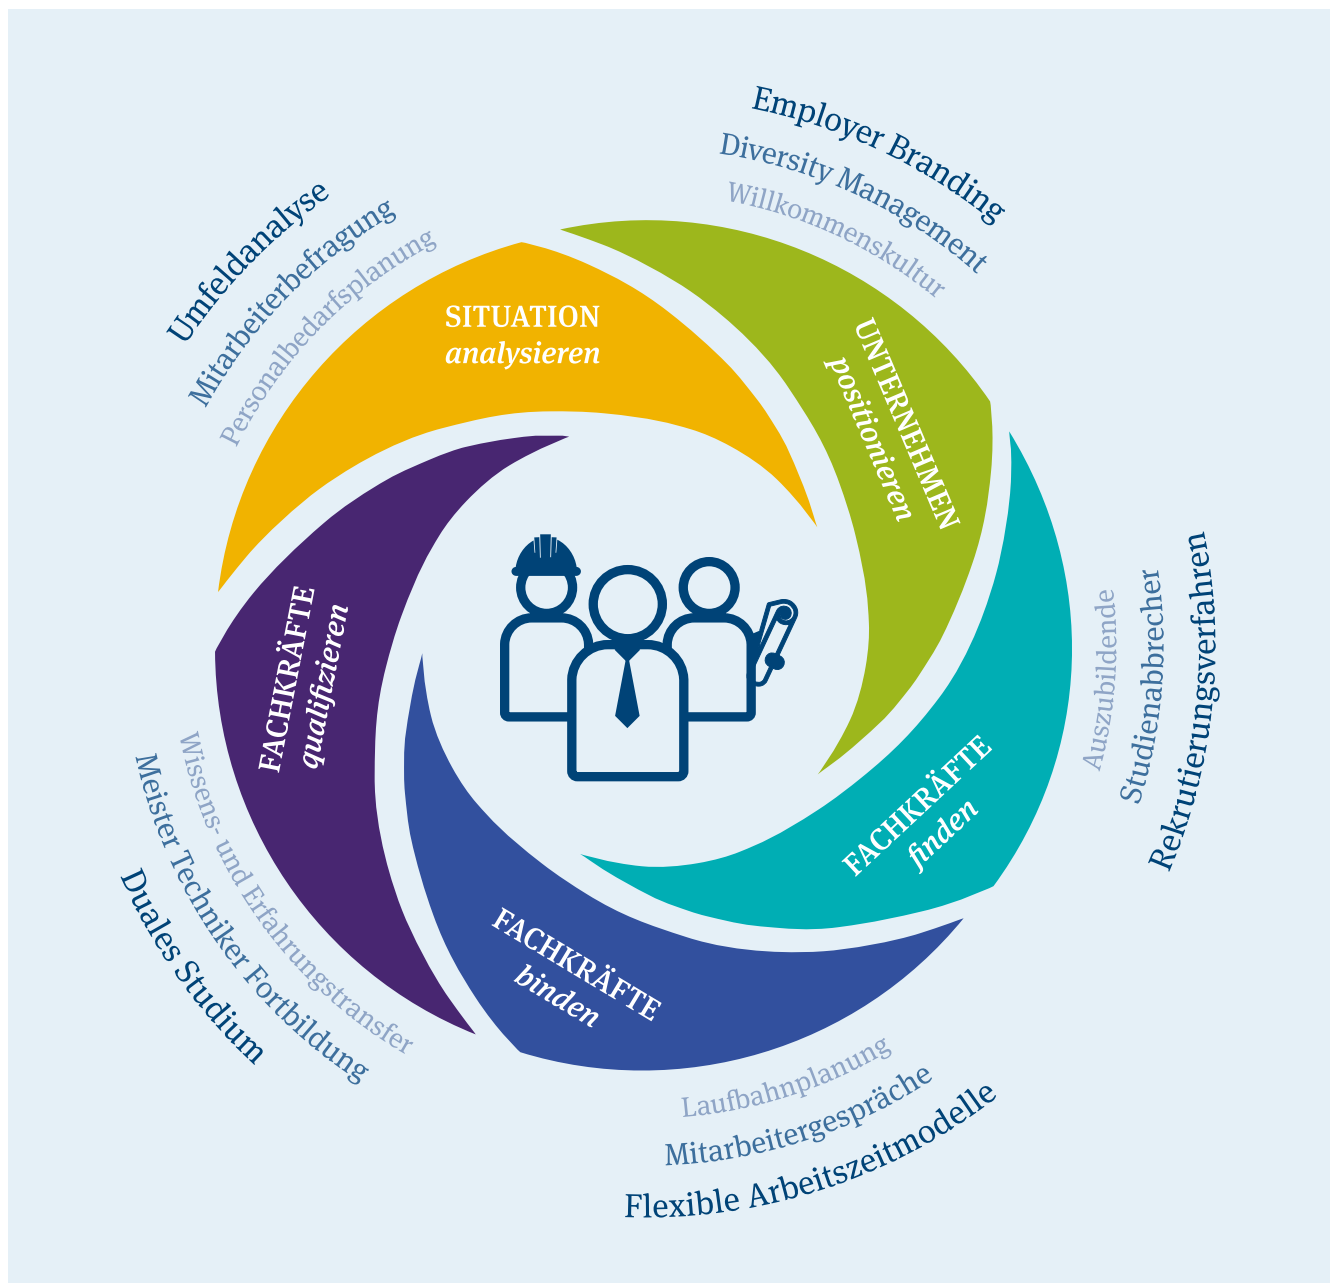 Employer Branding
Diversity Management
Willkommenskultur
Umfeldanalyse
Mitarbeiterbefragung
Personalbedarfsplanung
SITUATION
analysieren
UNTERNEHMEN
positionieren
Auszubildende
Studienabbrecher
Rekrutierungsverfahren
FACHKRÄFTE
finden
FACHKRÄFTE
qualifizieren
Wissens- und Erfahrungstransfer
Meister Techniker Fortbildung
Duales Studium
FACHKRÄFTE
binden
Laufbahnplanung
Mitarbeitergespräche
Flexible Arbeitszeitmodelle